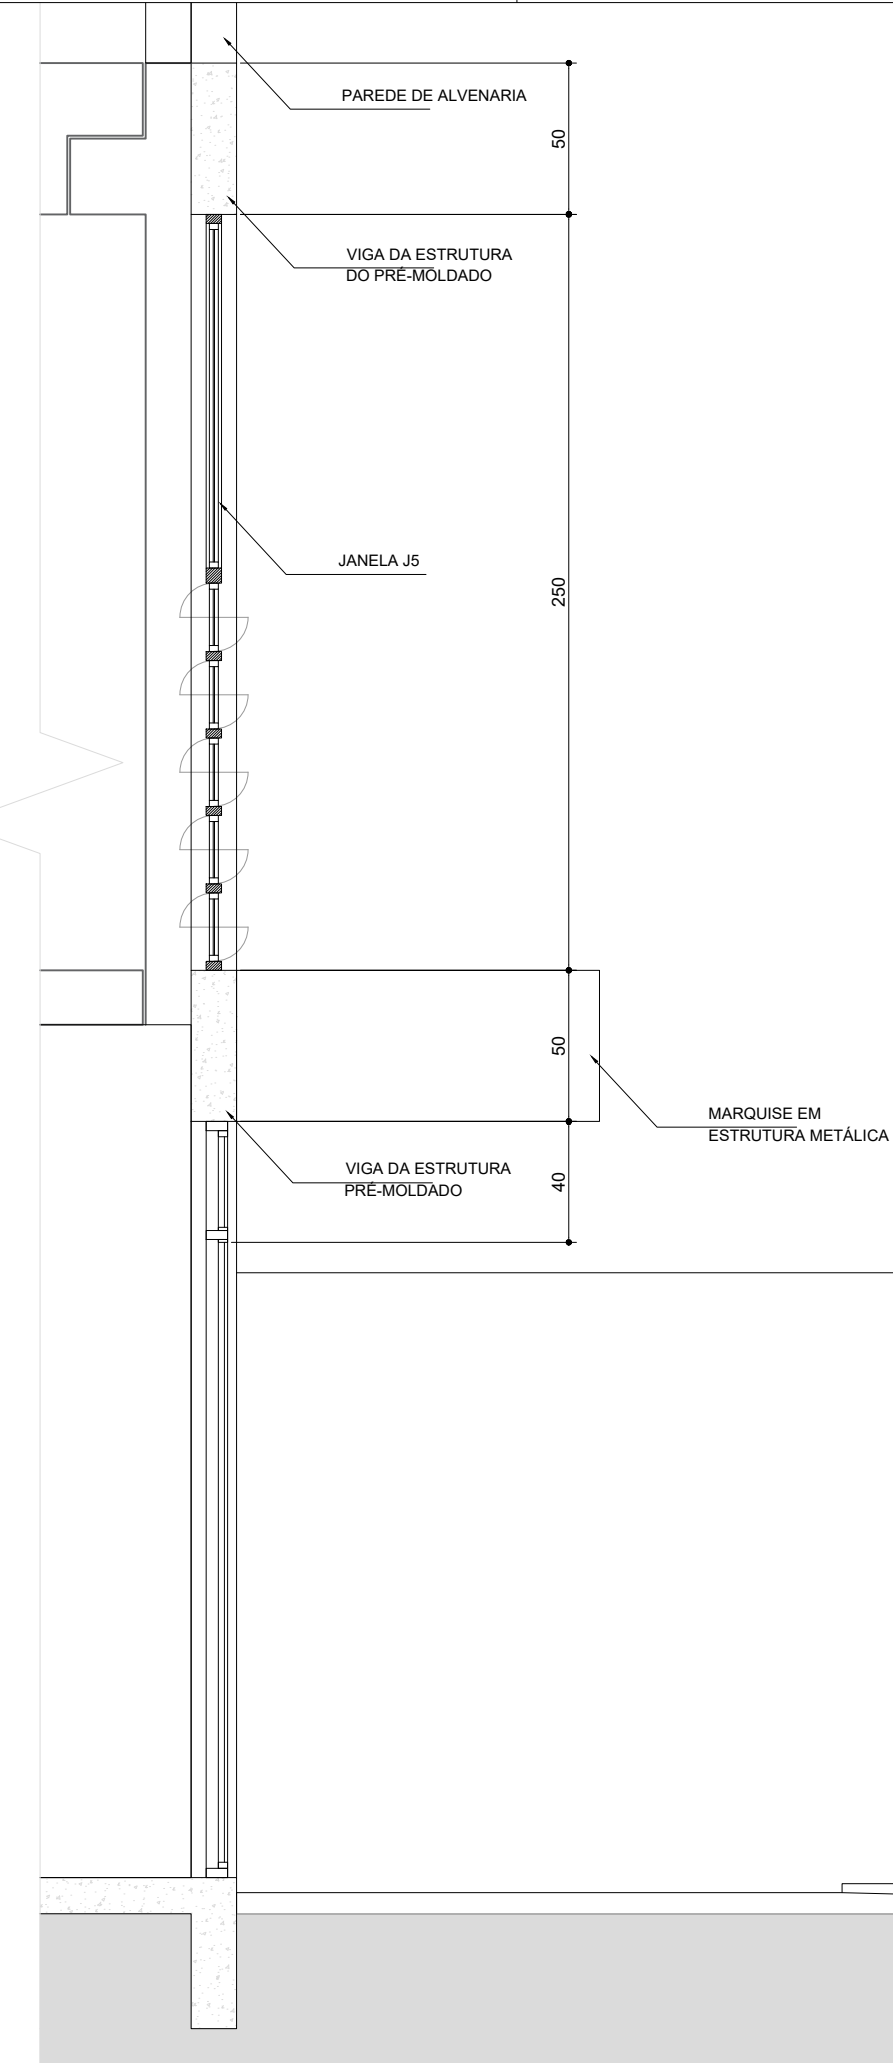 PAREDE DE ALVENARIA
50
VIGA DA ESTRUTURA
DO PRÉ-MOLDADO
JANELA J5
250
50
MARQUISE EM
ESTRUTURA METÁLICA
VIGA DA ESTRUTURA
PRÉ-MOLDADO
40